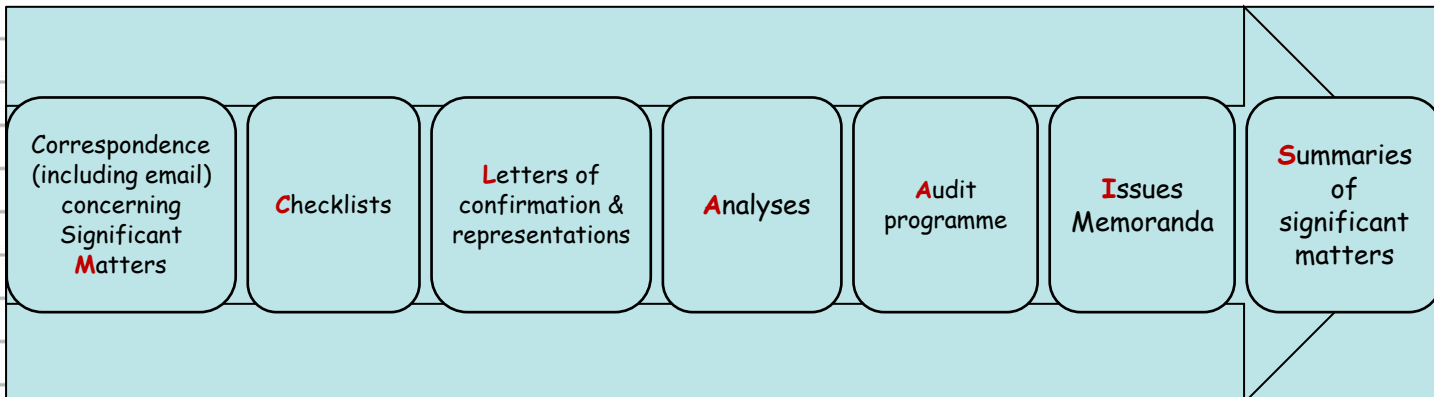 Correspondence
(including email)
concerning
Significant
Matters
Checklists
Letters of
confirmation &
representations
Analyses
Audit
programme
Issues
Memoranda
Summaries
of
significant
matters